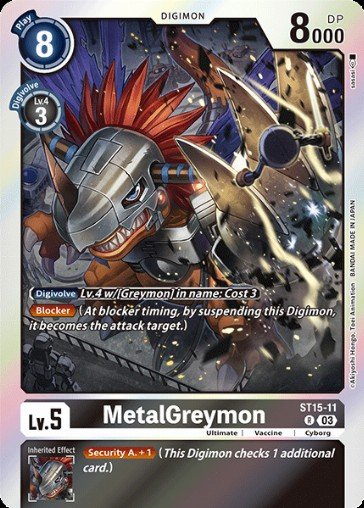 DIGIMON
Play
8
8000
DP
Digivolve
Lv.4
3
sasasi
©Akiyoshi Hongo, Toei Animation BANDAI MADE IN JAPAN
Digivolve Lv.4 w/[Greymon] in name: Cost 3
Blocker (At blocker timing, by suspending this Digimon,
it becomes the attack target.)
Lv.5
MetalGreymon
ST15-11
R 03
Ultimate | Vaccine | Cyborg
Inherited Effect
Security A. +1 (This Digimon checks 1 additional
card.)